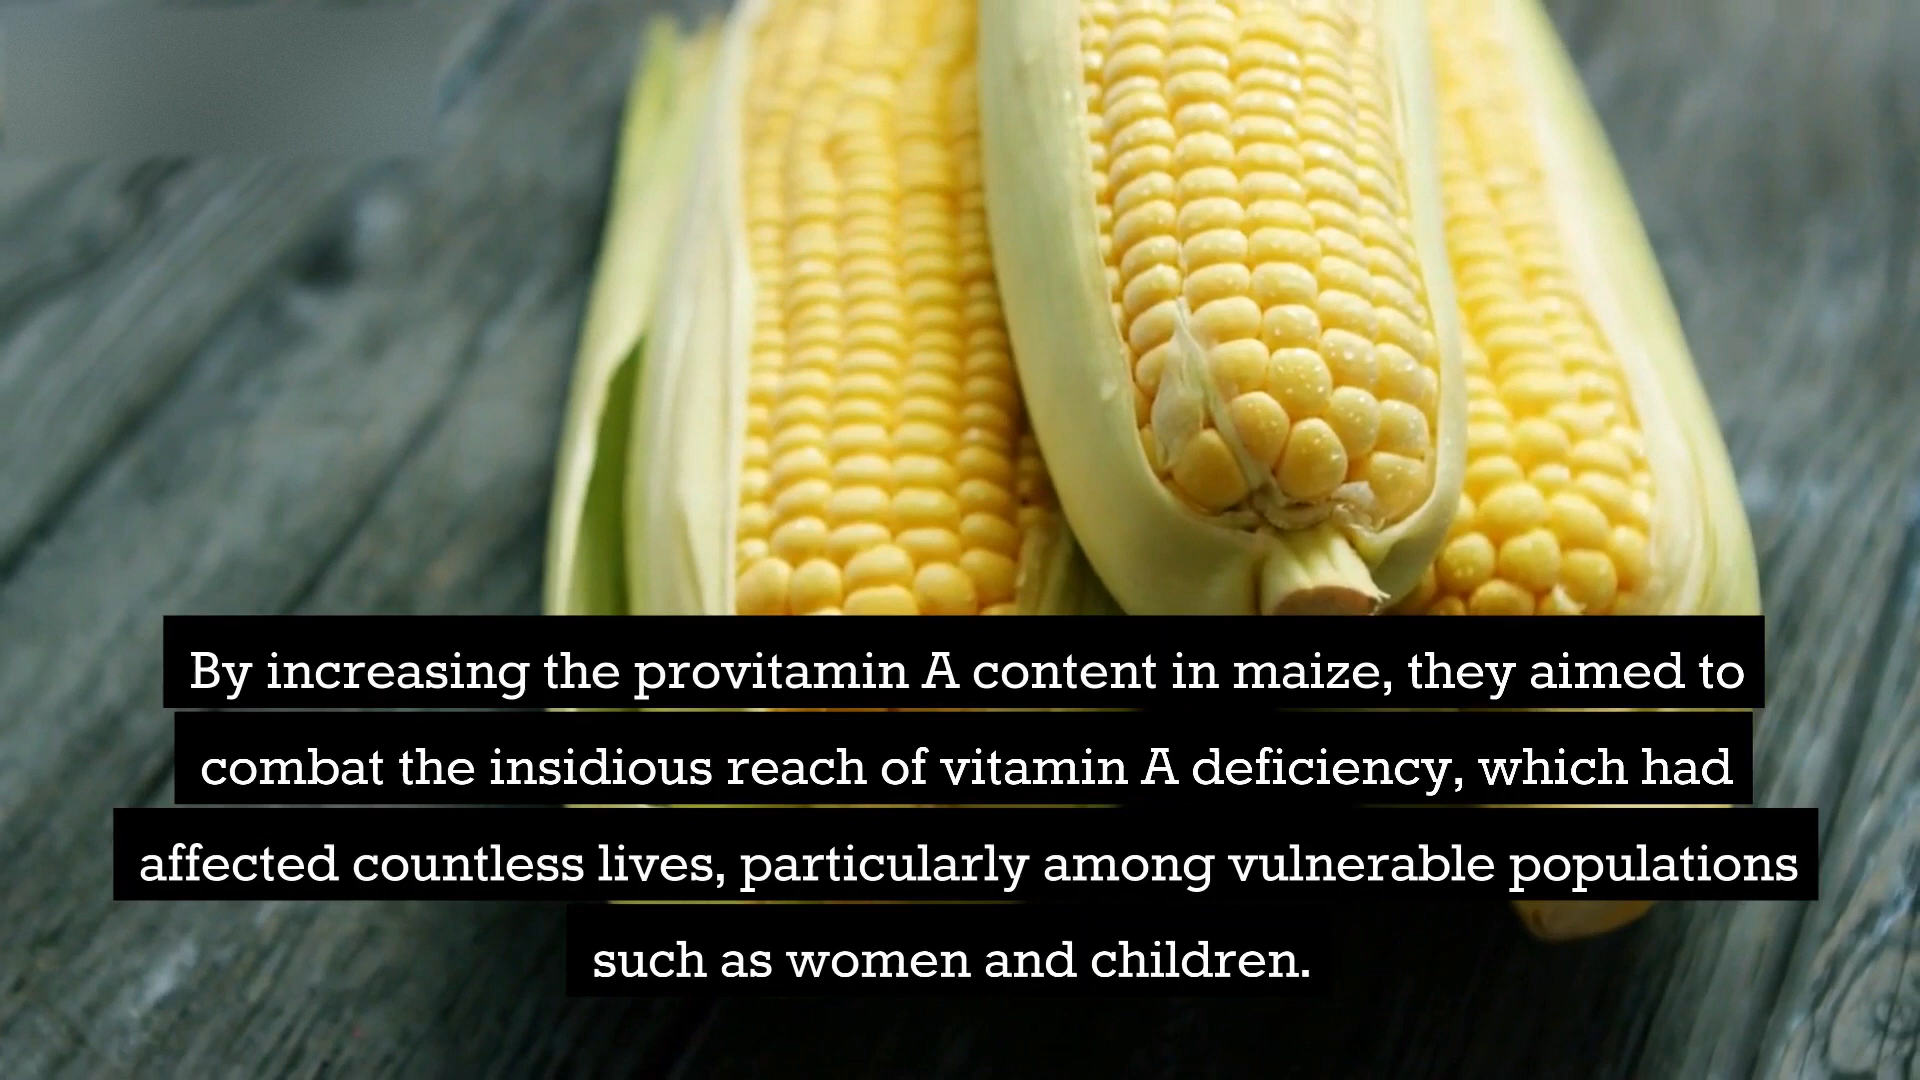 By increasing the provitamin A content in maize, they aimed to
combat the insidious reach of vitamin A deficiency, which had
affected countless lives, particularly among vulnerable populations
such as women and children.